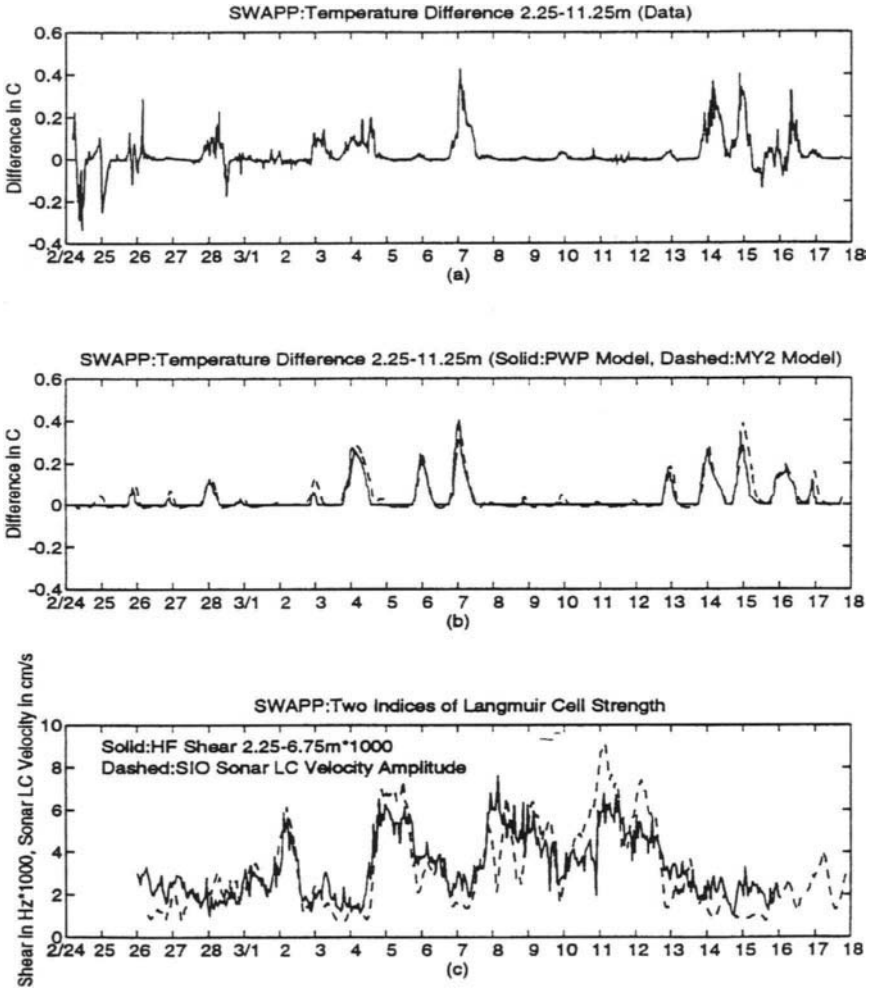 SWAPP:Temperature Difference 2.25-11.25m (Data)
0.6
0.4
0.2
0
-0.2
-0.4
Difference in C
2/24 25 26 27 28 3/1 2 3 4 5 6 7 8 9 10 11 12 13 14 15 16 17 18
(a)
SWAPP:Temperature Difference 2.25-11.25m (Solid:PWP Model, Dashed:MY2 Model)
0.6
0.4
0.2
0
-0.2
-0.4
Difference in C
2/24 25 26 27 28 3/1 2 3 4 5 6 7 8 9 10 11 12 13 14 15 16 17 18
(b)
SWAPP:Two Indices of Langmuir Cell Strength
Solid:HF Shear 2.25-6.75m*1000
Dashed:SIO Sonar LC Velocity Amplitude
10
8
6
4
2
0
Shear in Hz*1000, Sonar LC Velocity in cm/s
2/24 25 26 27 28 3/1 2 3 4 5 6 7 8 9 10 11 12 13 14 15 16 17 18
(c)